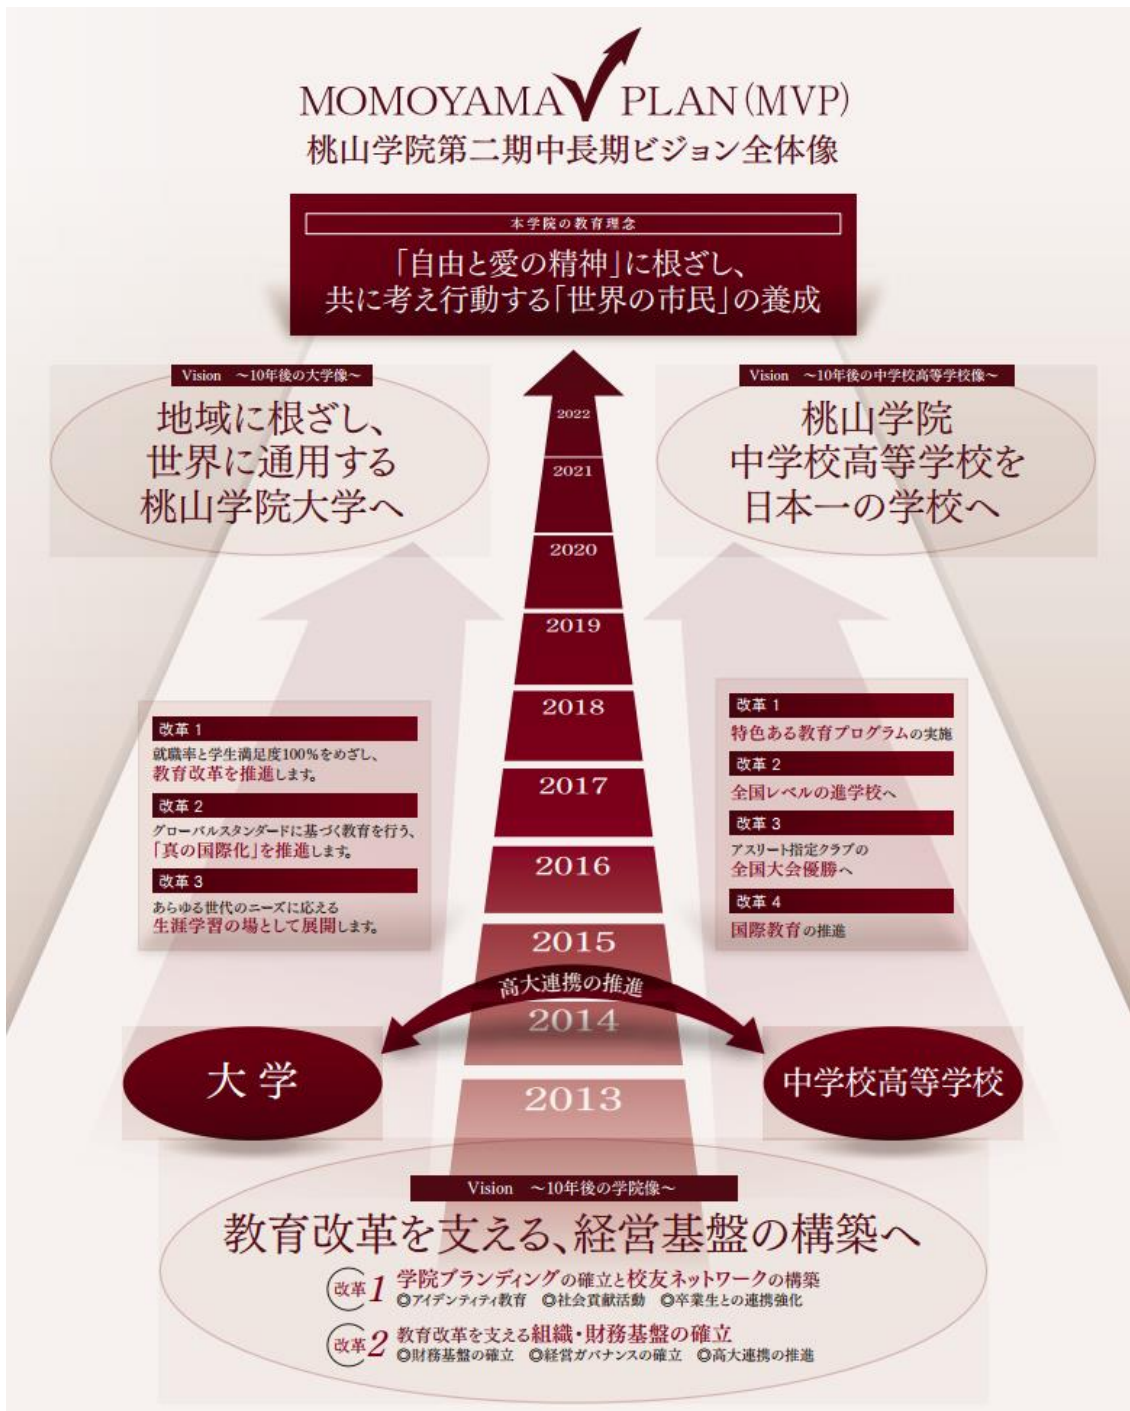 MOMOYAMA PLAN(MVP)
桃山学院第二期中長期ビジョン全体像
本学院の教育理念
「自由と愛の精神」に根ざし、
共に考え行動する「世界の市民」の養成
Vision ～10年後の大学像～
地域に根ざし、
世界に通用する
桃山学院大学へ
Vision ～10年後の中学校高等学校像～
桃山学院
中学校高等学校を
日本一の学校へ
2022
2021
2020
2019
2018
2017
2016
2015
高大連携の推進
2014
2013
改革 1
就職率と学生満足度100%をめざし、
教育改革を推進します。
改革 2
グローバルスタンダードに基づく教育を行う、
「真の国際化」を推進します。
改革 3
あらゆる世代のニーズに応える
生涯学習の場として展開します。
改革 1
特色ある教育プログラムの実施
改革 2
全国レベルの進学校へ
改革 3
アスリート指定クラブの
全国大会優勝へ
改革 4
国際教育の推進
大学
中学校高等学校
Vision ～10年後の学院像～
教育改革を支える、経営基盤の構築へ
改革1 学院ブランディングの確立と校友ネットワークの構築
◎アイデンティティ教育 ◎社会貢献活動 ◎卒業生との連携強化
改革2 教育改革を支える組織・財務基盤の確立
◎財務基盤の確立 ◎経営ガバナンスの確立 ◎高大連携の推進